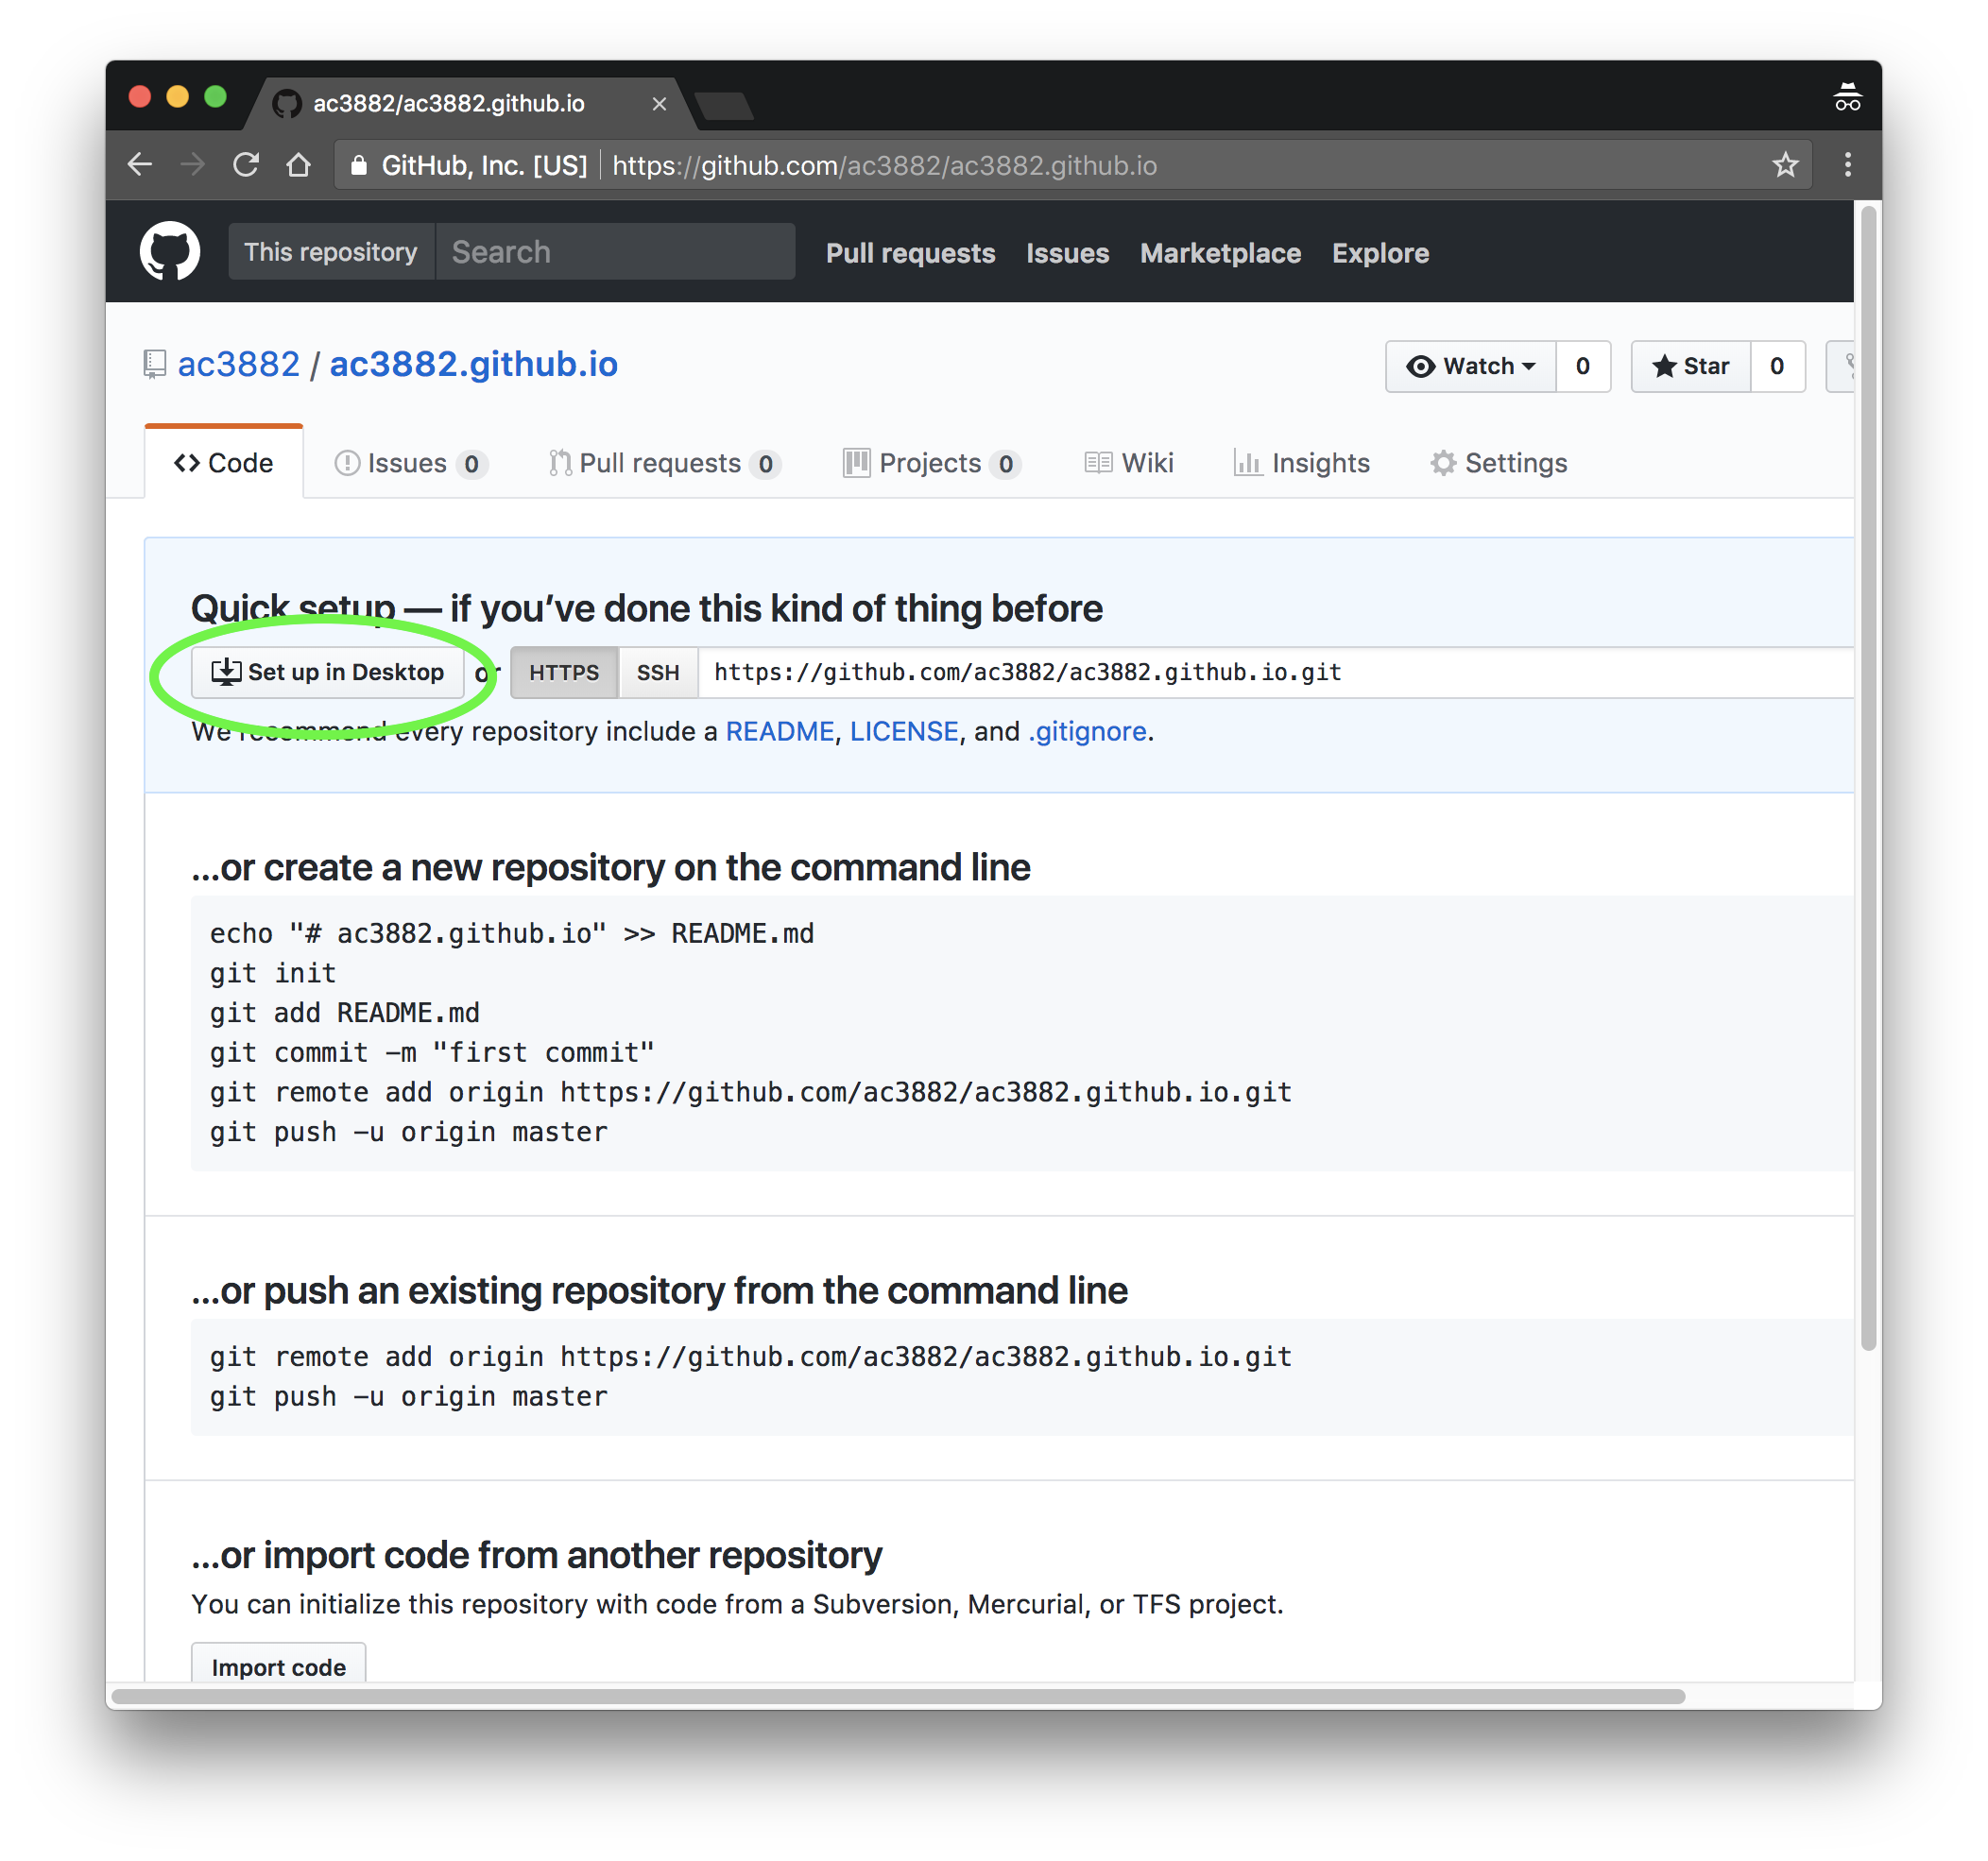 ac3882/ac3882.github.io
GitHub, Inc. [US] https://github.com/ac3882/ac3882.github.io
This repository Search Pull requests Issues Marketplace Explore
ac3882 / ac3882.github.io
Watch 0 Star 0
Code Issues 0 Pull requests 0 Projects 0 Wiki Insights Settings
Quick setup — if you’ve done this kind of thing before
Set up in Desktop or HTTPS SSH https://github.com/ac3882/ac3882.github.io.git
We recommend every repository include a README, LICENSE, and .gitignore.
…or create a new repository on the command line
echo "# ac3882.github.io" >> README.md
git init
git add README.md
git commit -m "first commit"
git remote add origin https://github.com/ac3882/ac3882.github.io.git
git push -u origin master
…or push an existing repository from the command line
git remote add origin https://github.com/ac3882/ac3882.github.io.git
git push -u origin master
…or import code from another repository
You can initialize this repository with code from a Subversion, Mercurial, or TFS project.
Import code